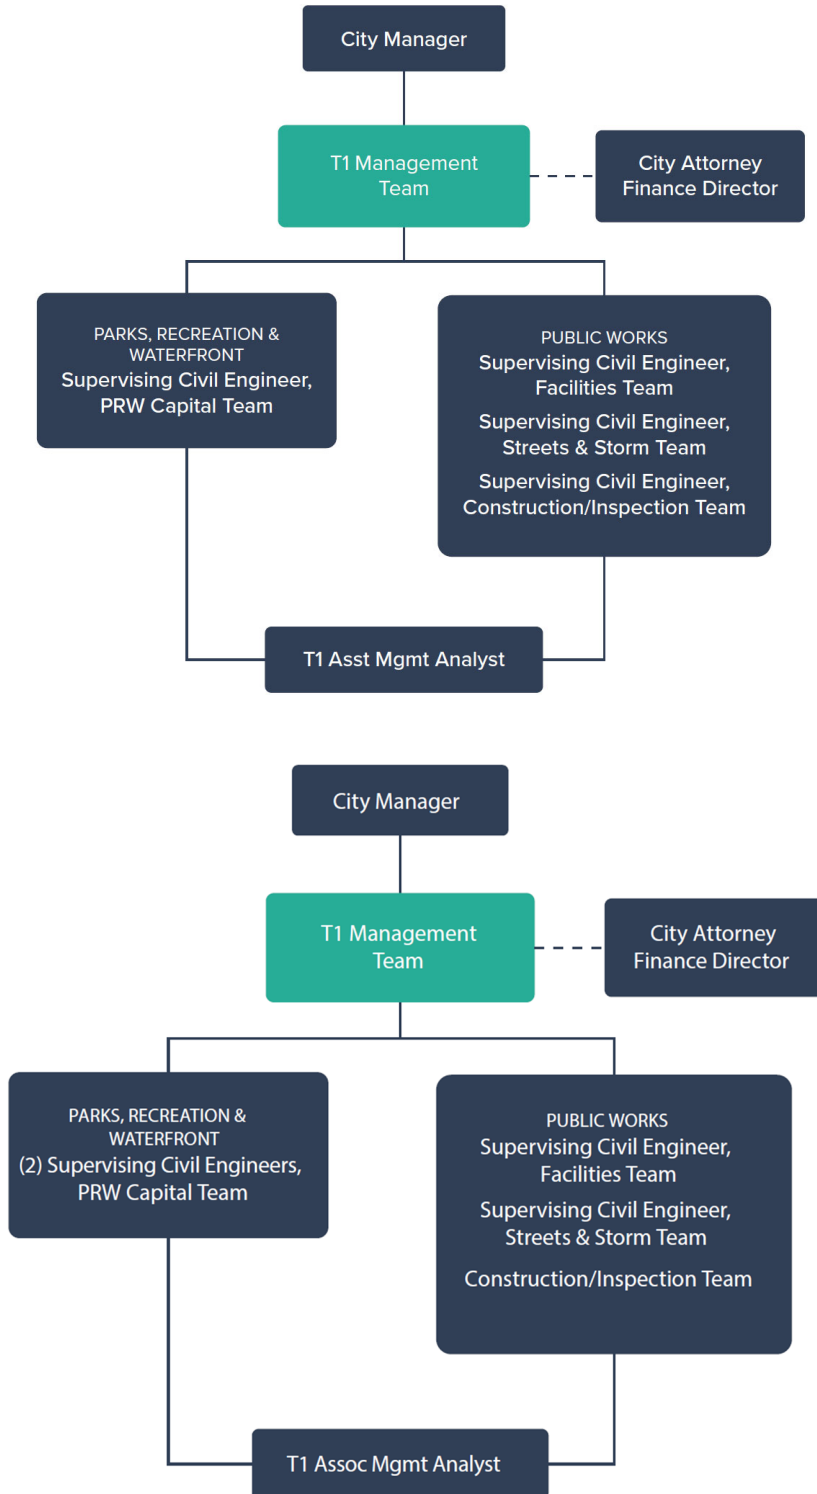 City Manager
T1 Management
Team
City Attorney
Finance Director
PARKS, RECREATION &
WATERFRONT
Supervising Civil Engineer,
PRW Capital Team
PUBLIC WORKS
Supervising Civil Engineer,
Facilities Team
Supervising Civil Engineer,
Streets & Storm Team
Supervising Civil Engineer,
Construction/Inspection Team
T1 Asst Mgmt Analyst
City Manager
T1 Management
Team
City Attorney
Finance Director
PARKS, RECREATION &
WATERFRONT
(2) Supervising Civil Engineers,
PRW Capital Team
PUBLIC WORKS
Supervising Civil Engineer,
Facilities Team
Supervising Civil Engineer,
Streets & Storm Team
Construction/Inspection Team
T1 Assoc Mgmt Analyst